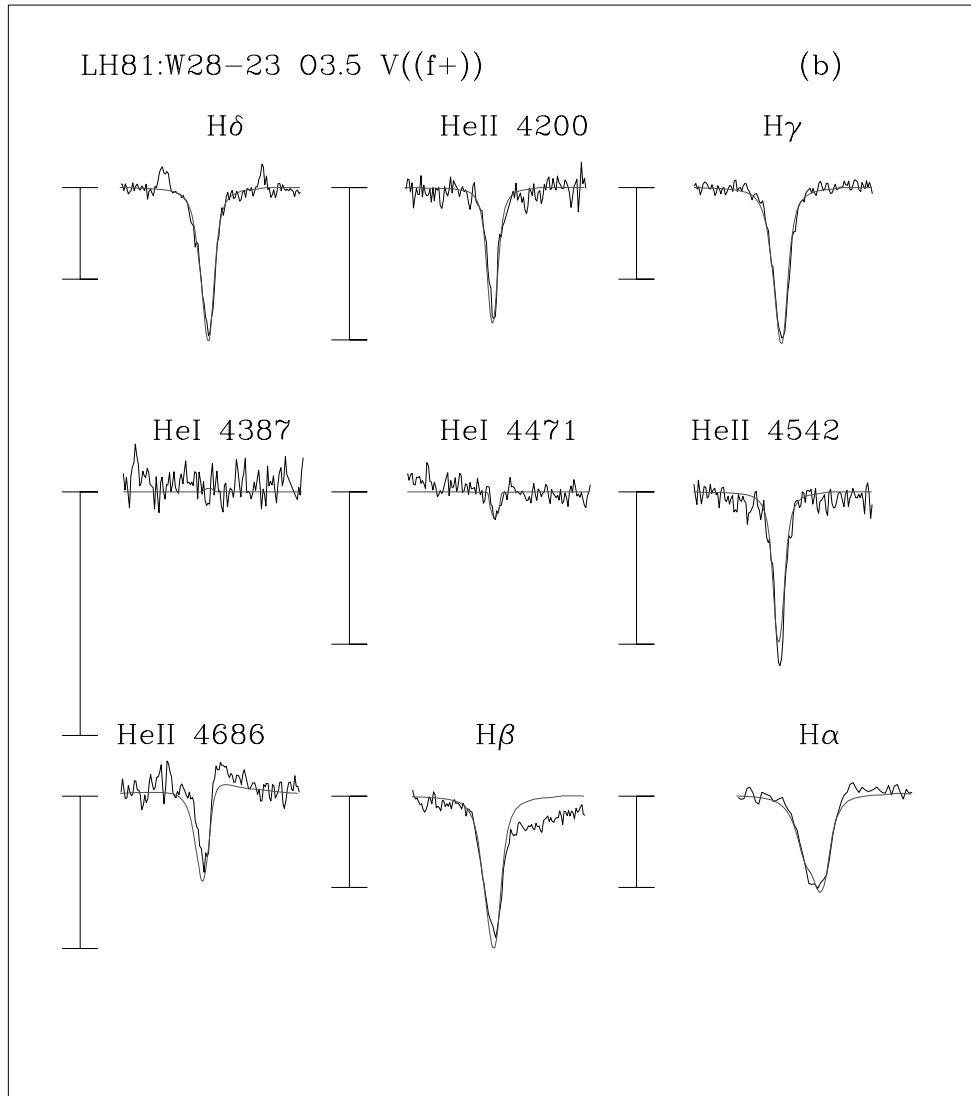 LH81:W28-23 O3.5 V((f+)) (b)
Hδ HeII 4200 Hγ
HeI 4387 HeI 4471 HeII 4542
HeII 4686 Hβ Hα